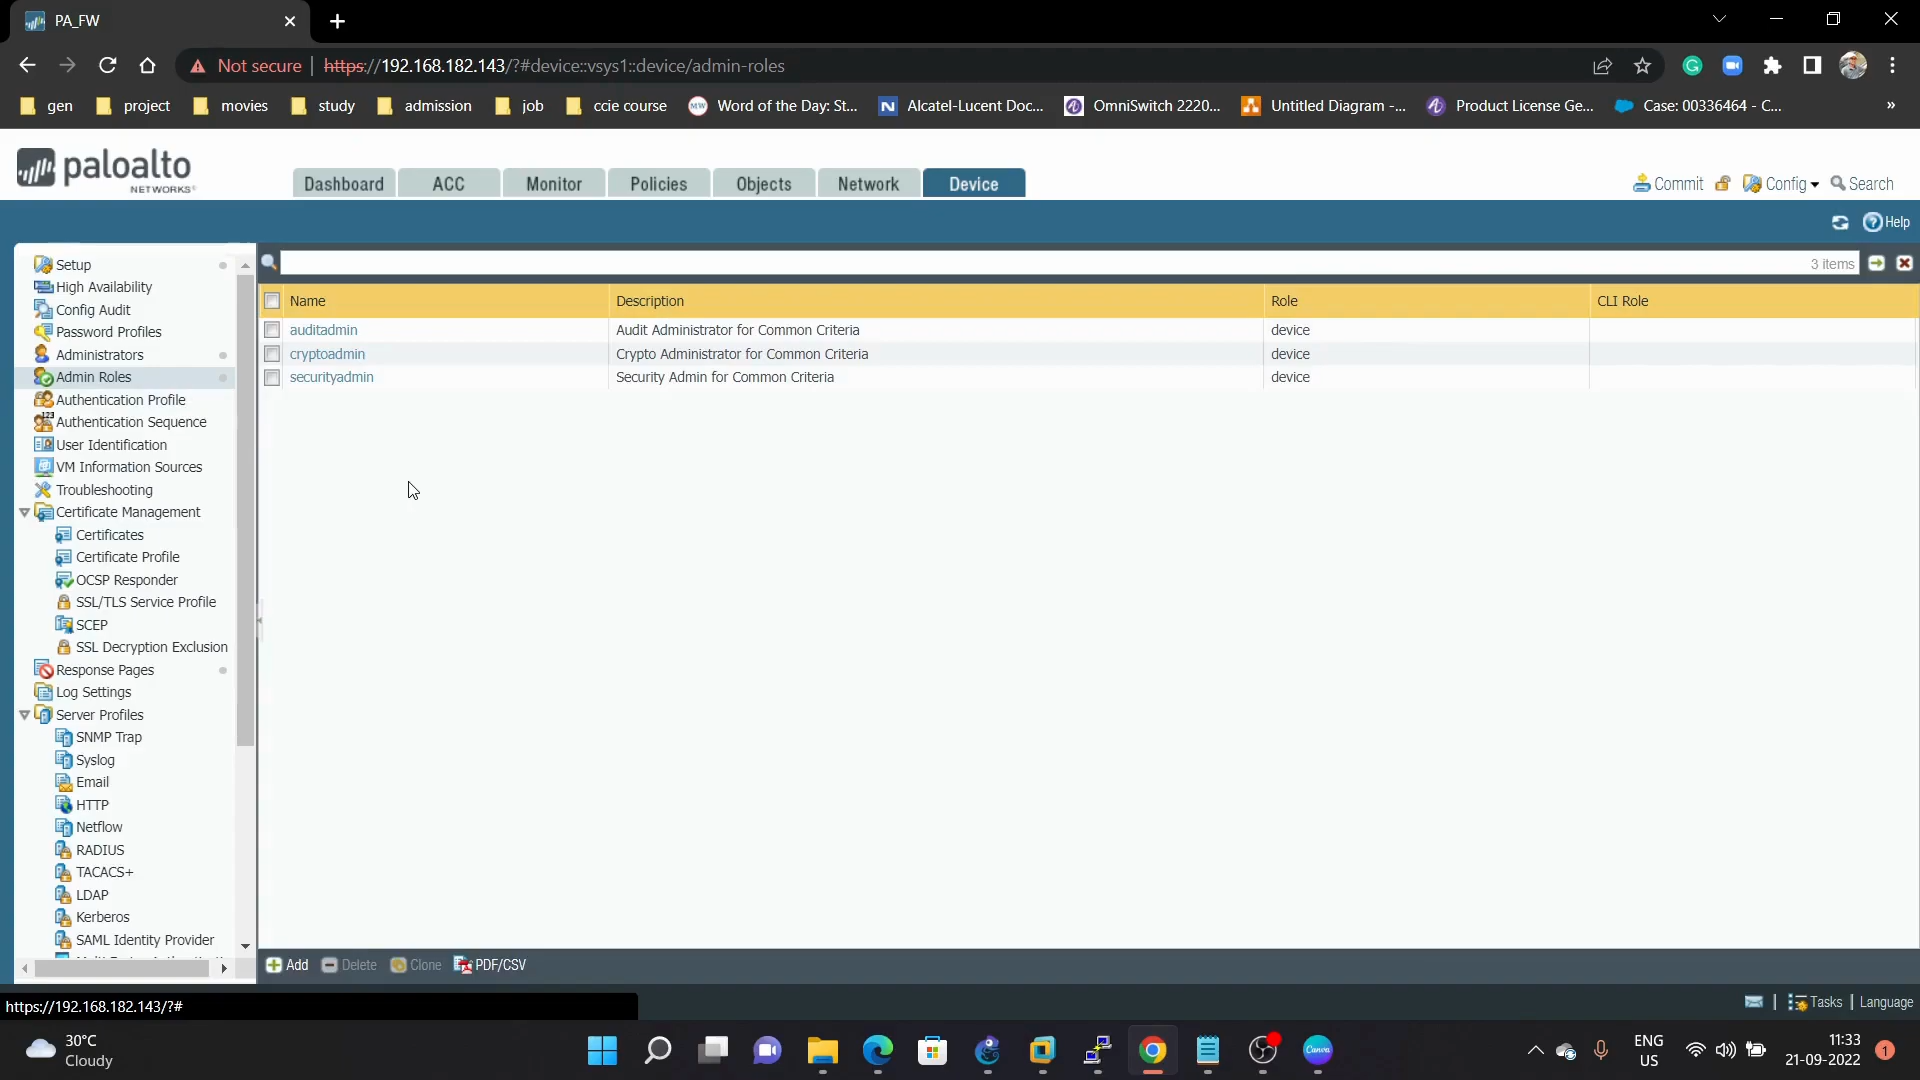 PA_FW
Not secure | https://192.168.182.143/?#device::vsys1::device/admin-roles
gen project movies study admission job ccie course Word of the Day: St... Alcatel-Lucent Doc... OmniSwitch 2220... Untitled Diagram -... Product License Ge... Case: 00336464 - C... »
paloalto
NETWORKS
Dashboard ACC Monitor Policies Objects Network Device
Commit Config Search
Help
3 items
Setup
High Availability
Config Audit
Password Profiles
Administrators
Admin Roles
Authentication Profile
Authentication Sequence
User Identification
VM Information Sources
Troubleshooting
Certificate Management
Certificates
Certificate Profile
OCSP Responder
SSL/TLS Service Profile
SCEP
SSL Decryption Exclusion
Response Pages
Log Settings
Server Profiles
SNMP Trap
Syslog
Email
HTTP
Netflow
RADIUS
TACACS+
LDAP
Kerberos
SAML Identity Provider
Name Description Role CLI Role
auditadmin Audit Administrator for Common Criteria device
cryptoadmin Crypto Administrator for Common Criteria device
securityadmin Security Admin for Common Criteria device
Add Delete Clone PDF/CSV
https://192.168.182.143/?#
Tasks | Language
30°C
Cloudy
Canva
ENG
US
11:33
21-09-2022
1